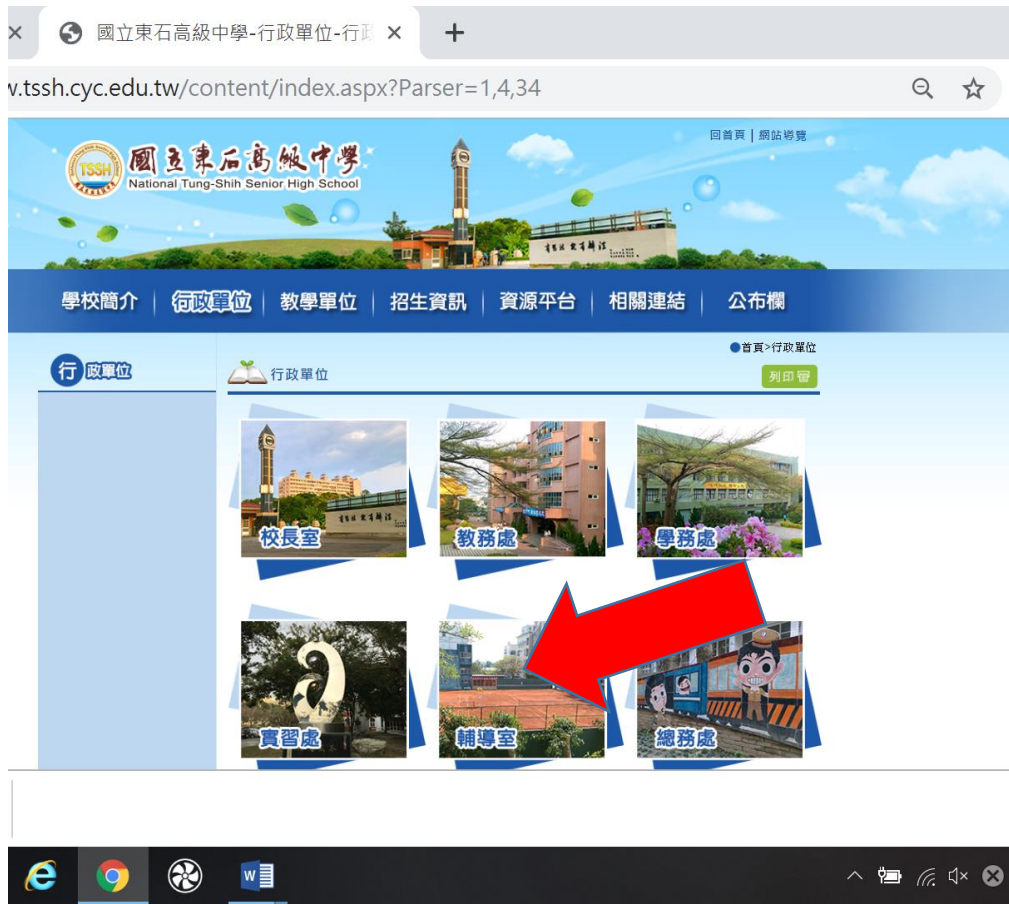 國立東石高級中學-行政單位-行
w.tssh.cyc.edu.tw/content/index.aspx?Parser=1,4,34
回首頁 | 網站導覽
TSSH
國立東石高級中學
National Tung-Shih Senior High School
學校簡介 | 行政單位 | 教學單位 | 招生資訊 | 資源平台 | 相關連結 | 公布欄
首頁>行政單位
行政單位
行政單位
列印
校長室
教務處
學務處
實習處
輔導室
總務處